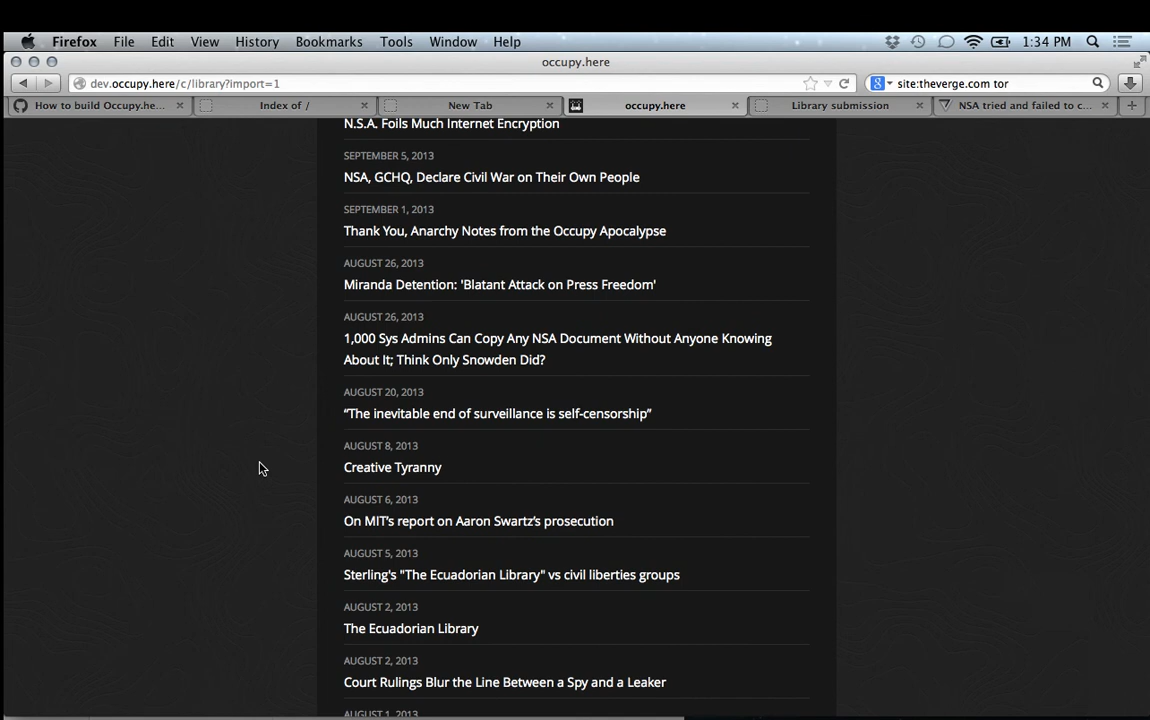 Firefox File Edit View History Bookmarks Tools Window Help 1:34 PM
occupy.here
dev.occupy.here/c/library?import=1
site:theverge.com tor
How to build Occupy.he...
Index of /
New Tab
occupy.here
Library submission
NSA tried and failed to c...
N.S.A. Foils Much Internet Encryption
SEPTEMBER 5, 2013
NSA, GCHQ, Declare Civil War on Their Own People
SEPTEMBER 1, 2013
Thank You, Anarchy Notes from the Occupy Apocalypse
AUGUST 26, 2013
Miranda Detention: 'Blatant Attack on Press Freedom'
AUGUST 26, 2013
1,000 Sys Admins Can Copy Any NSA Document Without Anyone Knowing
About It; Think Only Snowden Did?
AUGUST 20, 2013
“The inevitable end of surveillance is self-censorship”
AUGUST 8, 2013
Creative Tyranny
AUGUST 6, 2013
On MIT’s report on Aaron Swartz’s prosecution
AUGUST 5, 2013
Sterling's "The Ecuadorian Library" vs civil liberties groups
AUGUST 2, 2013
The Ecuadorian Library
AUGUST 2, 2013
Court Rulings Blur the Line Between a Spy and a Leaker
AUGUST 1, 2013